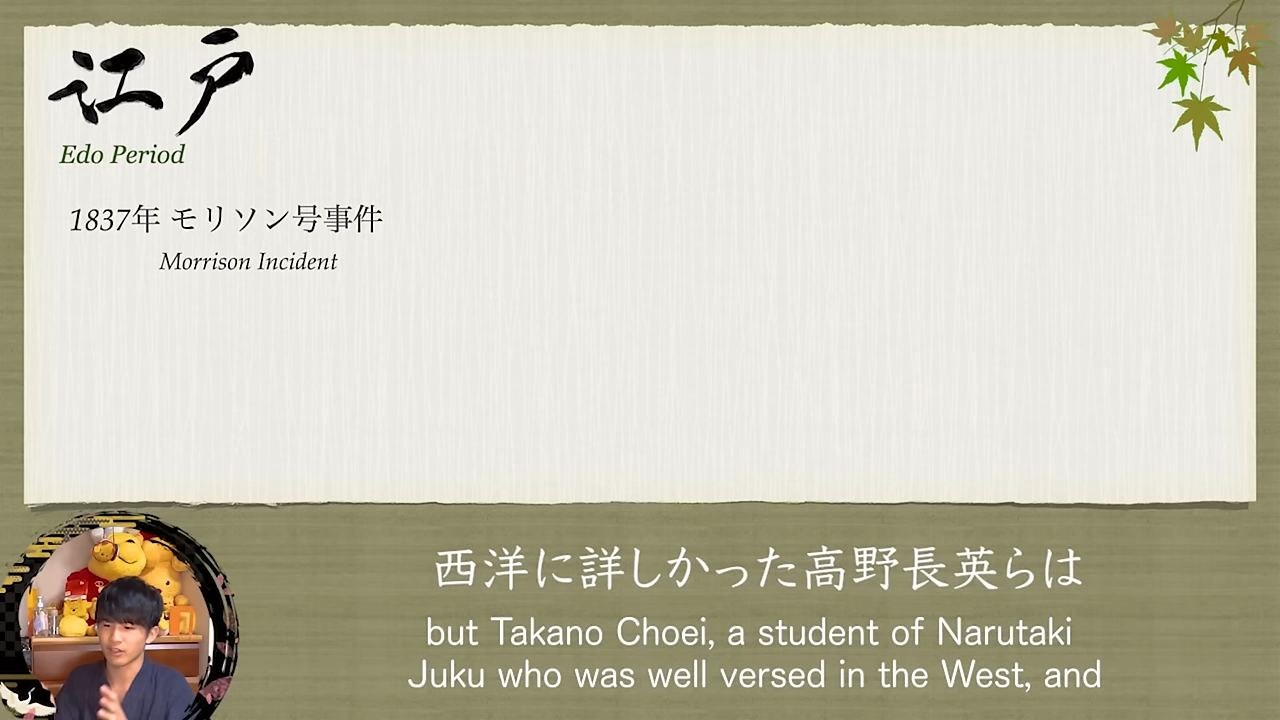 江戸
Edo Period
1837年 モリソン号事件
Morrison Incident
西洋に詳しかった高野長英らは
but Takano Choei, a student of Narutaki
Juku who was well versed in the West, and